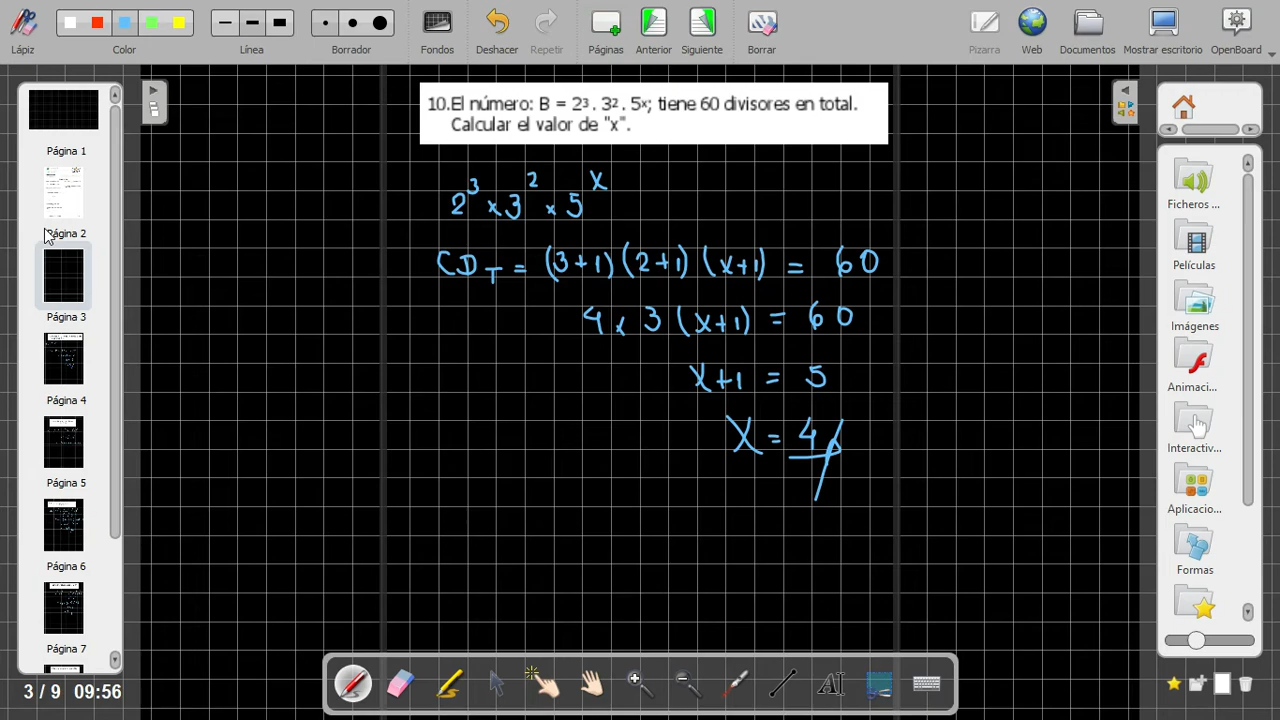 Lápiz
Color
Línea
Borrador
Fondos
Deshacer
Repetir
Páginas
Anterior
Siguiente
Borrar
Pizarra
Web
Documentos
Mostrar escritorio
OpenBoard
Página 1
Página 2
Página 3
Página 4
Página 5
Página 6
Página 7
3 / 9 09:56
10.El número: B = 2³ . 3² . 5ˣ; tiene 60 divisores en total.
Calcular el valor de "x".
2³ x 3² x 5ˣ
CD_T = (3+1) (2+1) (x+1) = 60
4 x 3 (x+1) = 60
x+1 = 5
X = 4
Ficheros ...
Películas
Imágenes
Animaci...
Interactiv...
Aplicacio...
Formas
AI